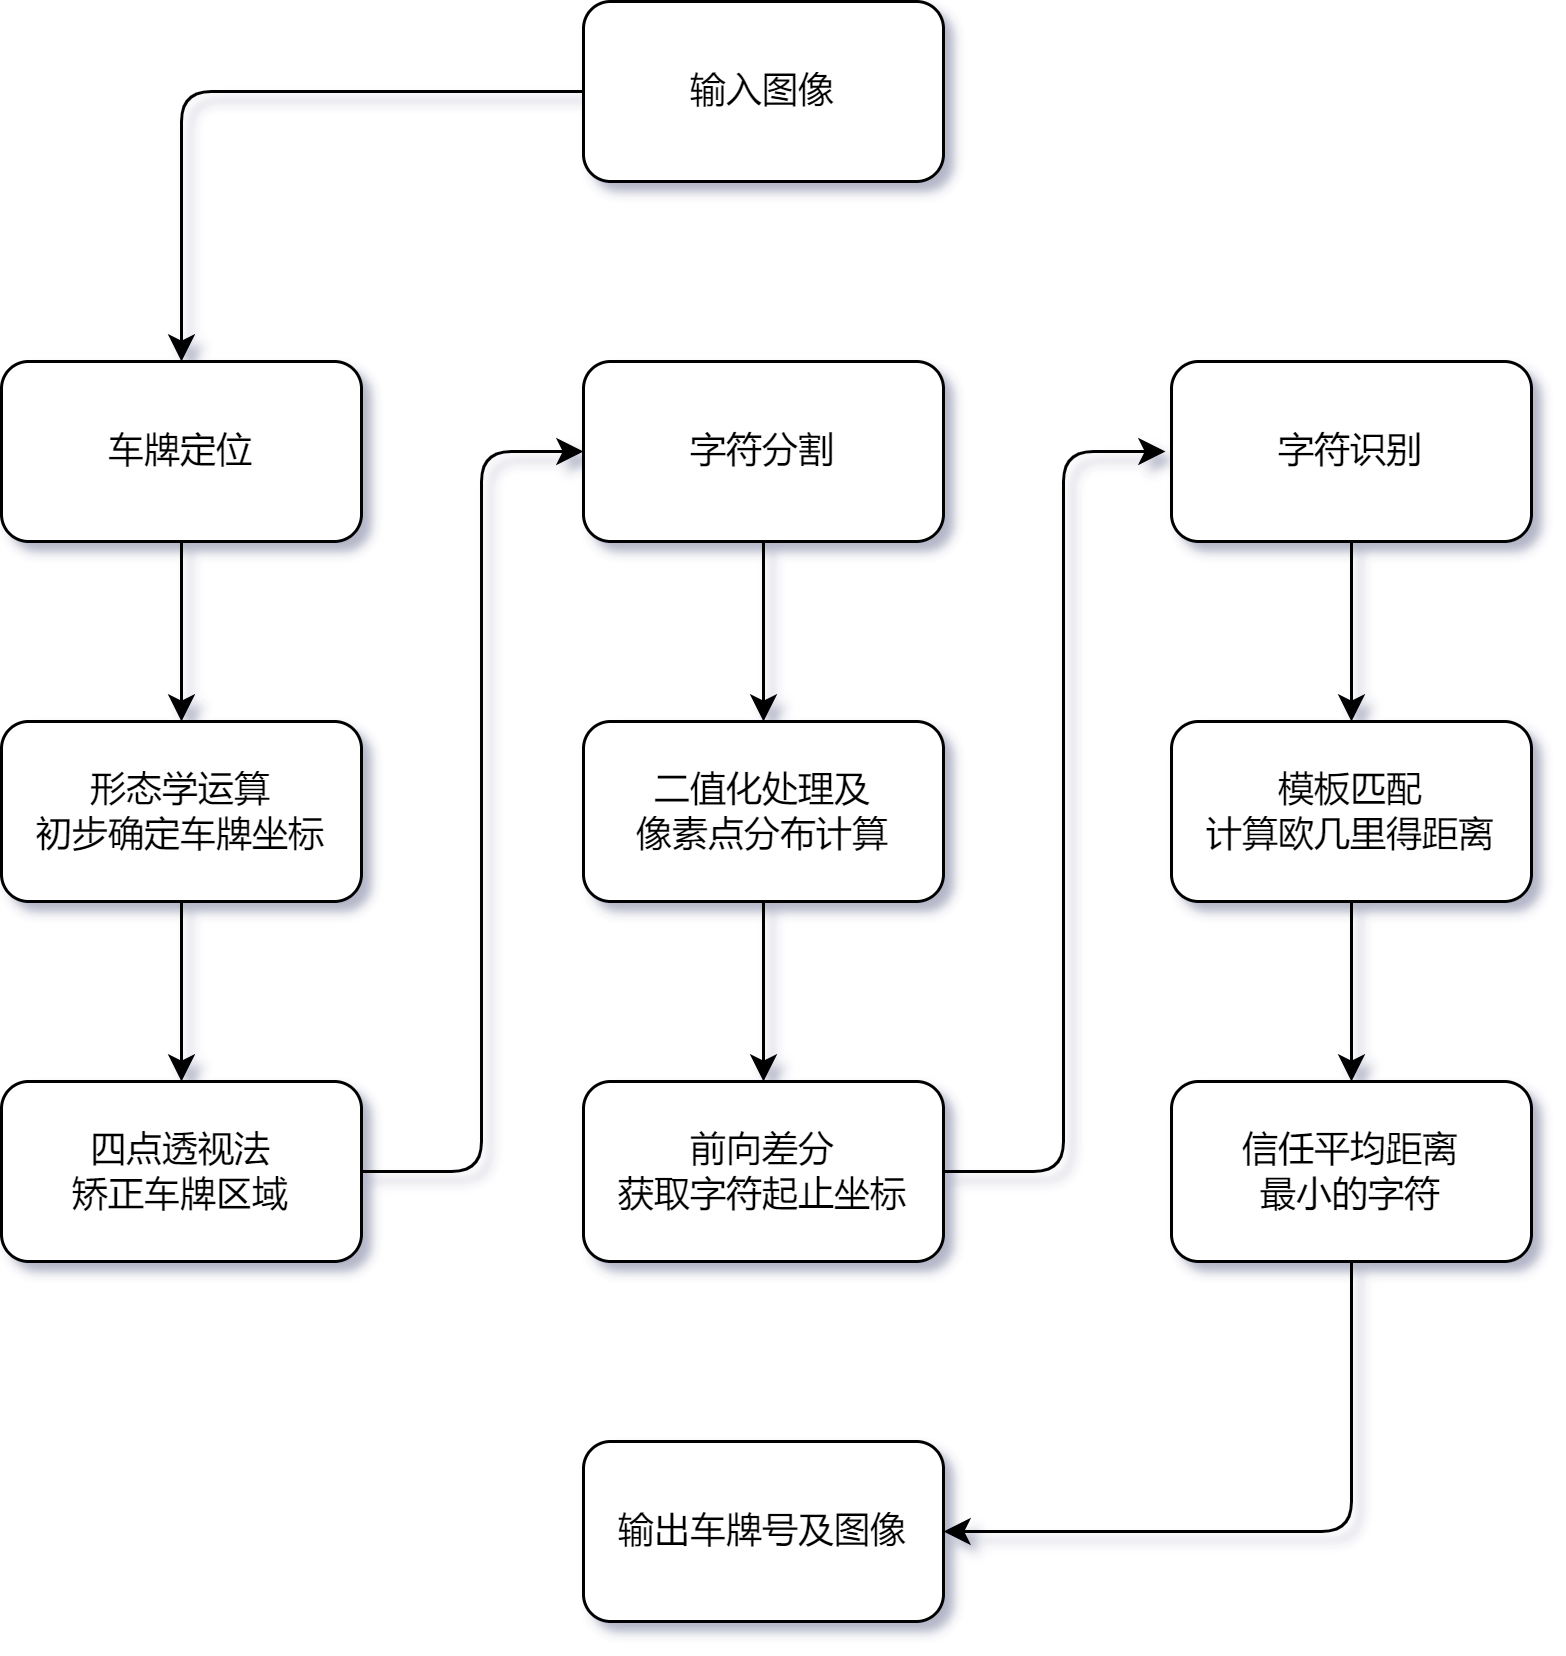 输入图像
车牌定位
形态学运算
初步确定车牌坐标
四点透视法
矫正车牌区域
字符分割
二值化处理及
像素点分布计算
前向差分
获取字符起止坐标
字符识别
模板匹配
计算欧几里得距离
信任平均距离
最小的字符
输出车牌号及图像